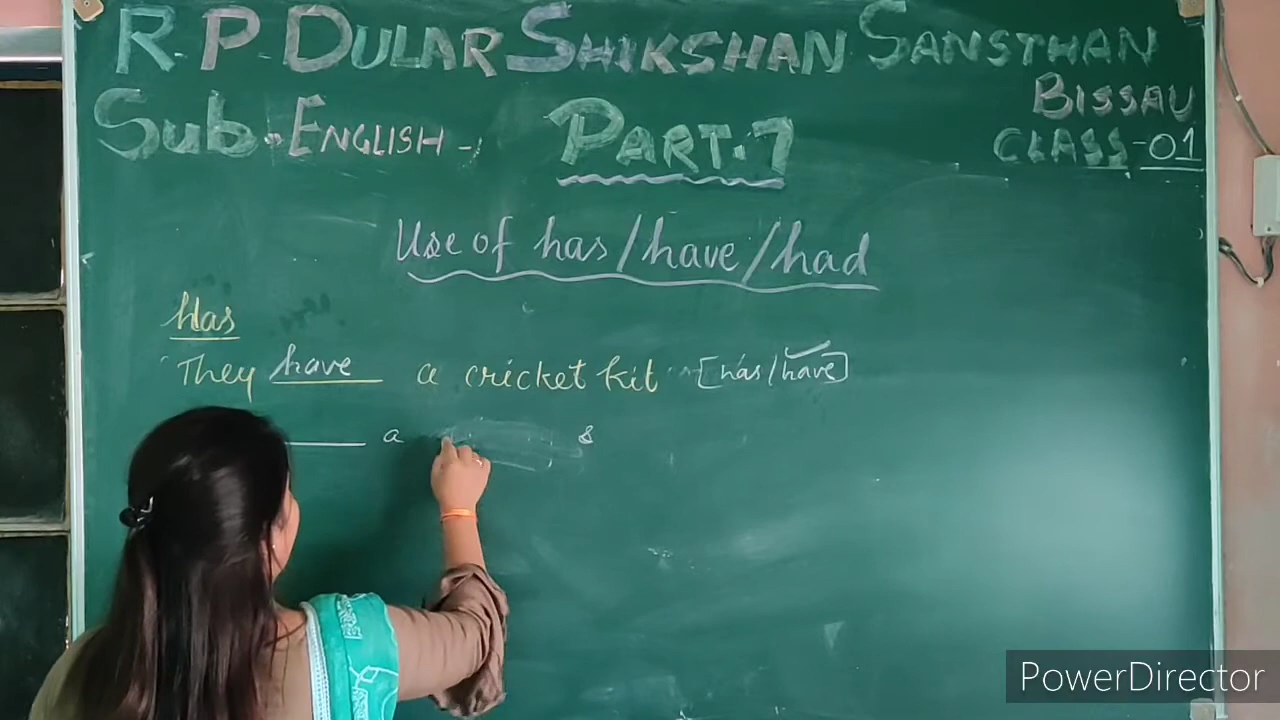 R.P DULAR SHIKSHAN SANSTHAN
BISSAU
SUB.. ENGLISH -
PART.7
CLASS-01
Use of has/have/had
Has
They have a cricket kit [has/have]
a
PowerDirector